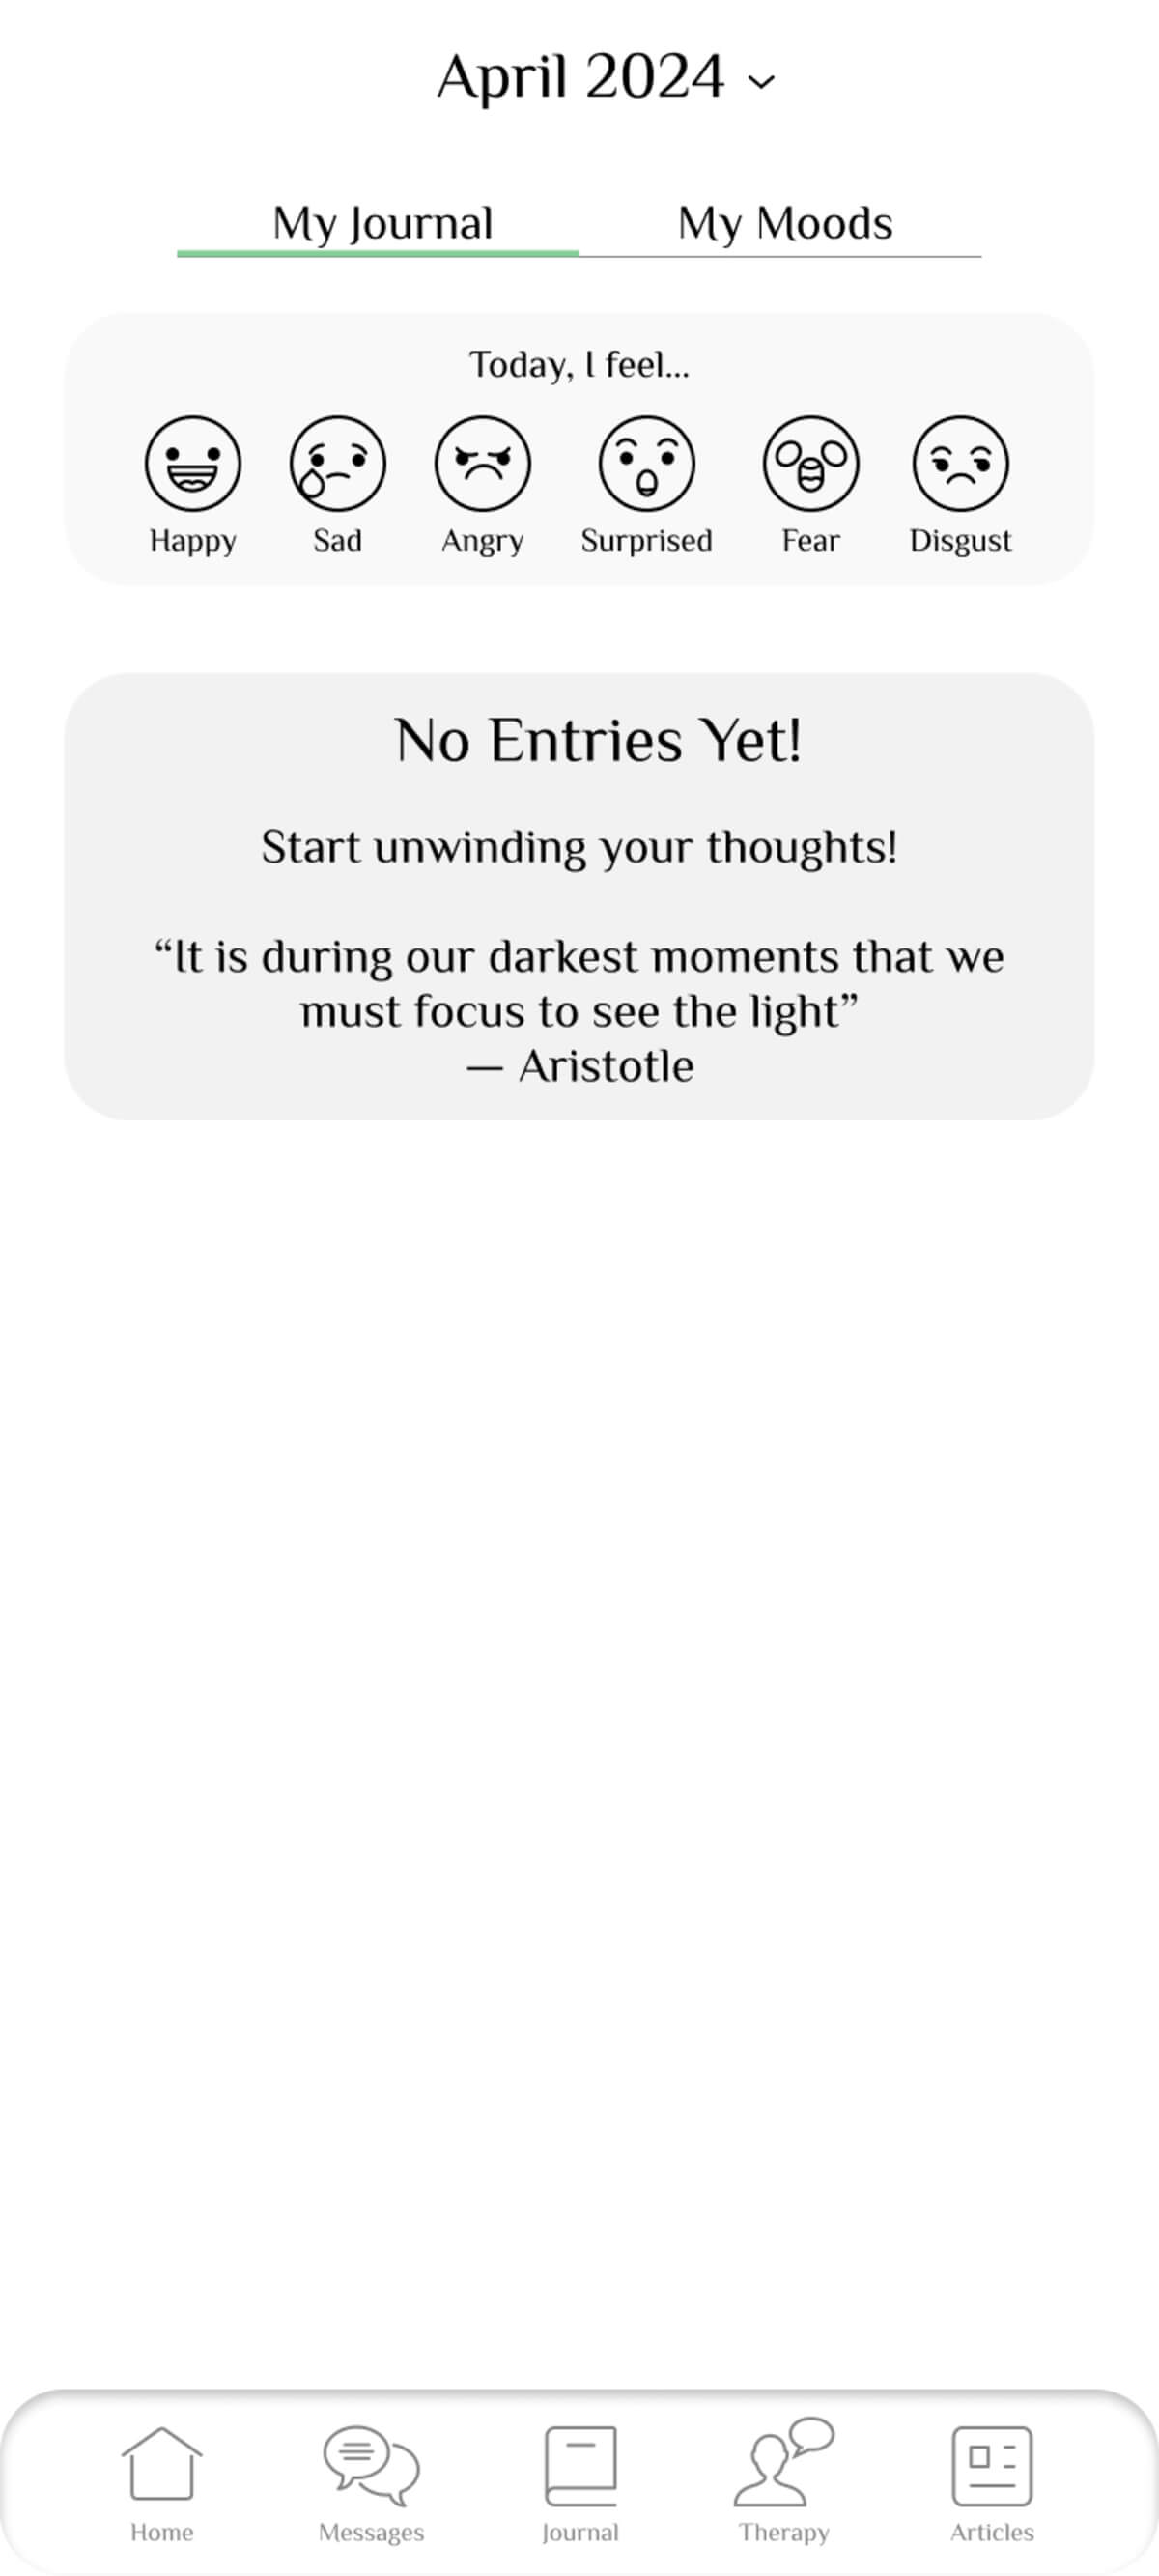 April 2024
My Journal My Moods
Today, I feel...
Happy Sad Angry Surprised Fear Disgust
No Entries Yet!
Start unwinding your thoughts!
“It is during our darkest moments that we
must focus to see the light”
— Aristotle
Home Messages Journal Therapy Articles